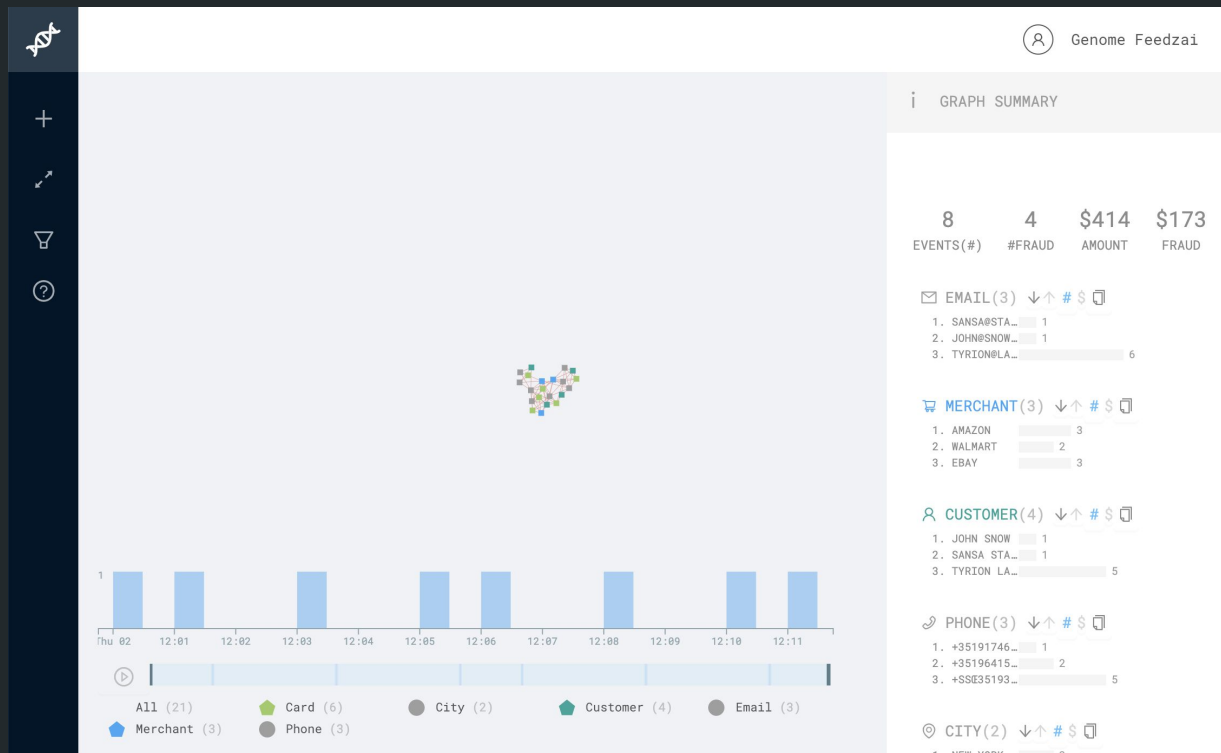 Genome Feedzai
i GRAPH SUMMARY
8 4 $414 $173
EVENTS(#) #FRAUD AMOUNT FRAUD
EMAIL(3) # $
1. SANSA@STA… 1
2. JOHN@SNOW… 1
3. TYRION@LA… 6
MERCHANT(3) # $
1. AMAZON 3
2. WALMART 2
3. EBAY 3
CUSTOMER(4) # $
1. JOHN SNOW 1
2. SANSA STA… 1
3. TYRION LA… 5
PHONE(3) # $
1. +35191746… 1
2. +35196415… 2
3. +SSŒ35193… 5
CITY(2) # $
1
Thu 02 12:01 12:02 12:03 12:04 12:05 12:06 12:07 12:08 12:09 12:10 12:11
All (21) Card (6) City (2) Customer (4) Email (3)
Merchant (3) Phone (3)